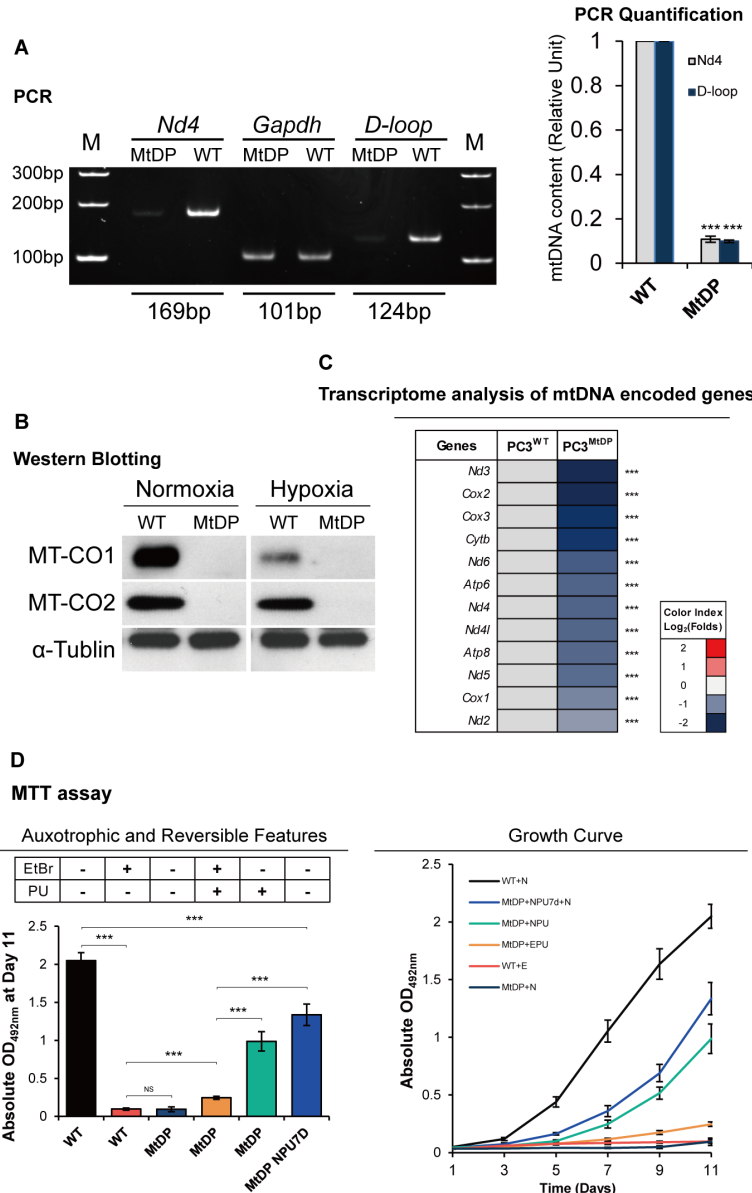 A
PCR
Nd4 Gapdh D-loop
M MtDP WT MtDP WT MtDP WT M
300bp
200bp
100bp
169bp 101bp 124bp
PCR Quantification
mtDNA content (Relative Unit)
1
0.8
0.6
0.4
0.2
0
Nd4
D-loop
*** ***
WT
MtDP
B
Western Blotting
Normoxia Hypoxia
WT MtDP WT MtDP
MT-CO1
MT-CO2
α-Tublin
C
Transcriptome analysis of mtDNA encoded genes
Genes PC3WT PC3MtDP
Nd3 ***
Cox2 ***
Cox3 ***
Cytb ***
Nd6 ***
Atp6 ***
Nd4 ***
Nd4l ***
Atp8 ***
Nd5 ***
Cox1 ***
Nd2 ***
Color Index
Log2(Folds)
2
1
0
-1
-2
D
MTT assay
Auxotrophic and Reversible Features
EtBr - + - + - -
PU - - - + + -
Absolute OD492nm at Day 11
2.5
2
1.5
1
0.5
0
***
***
***
***
***
NS
WT
WT
MtDP
MtDP
MtDP
MtDP NPU7D
Growth Curve
Absolute OD492nm
2.5
2
1.5
1
0.5
0
WT+N
MtDP+NPU7d+N
MtDP+NPU
MtDP+EPU
WT+E
MtDP+N
1 3 5 7 9 11
Time (Days)